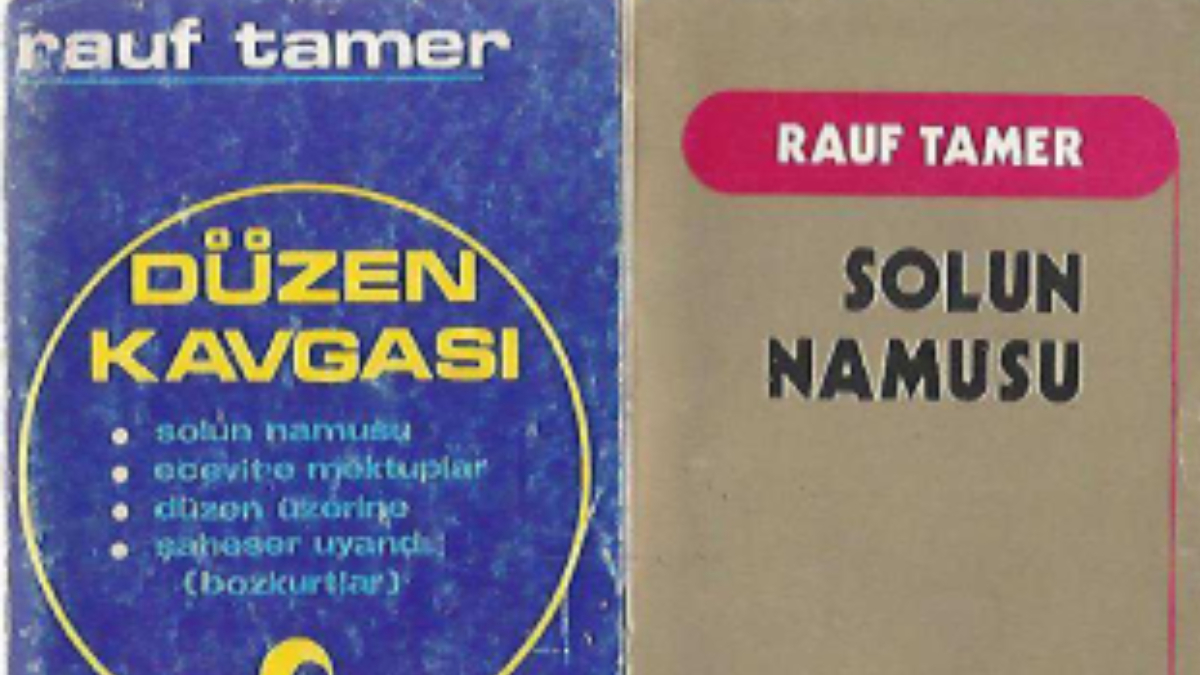 rauf tamer
DÜZEN
KAVGASI
solun namusu
ecevit'e mektuplar
düzen üzerine
şaheser uyandı
(bozkurtlar)
RAUF TAMER
SOLUN
NAMUSU